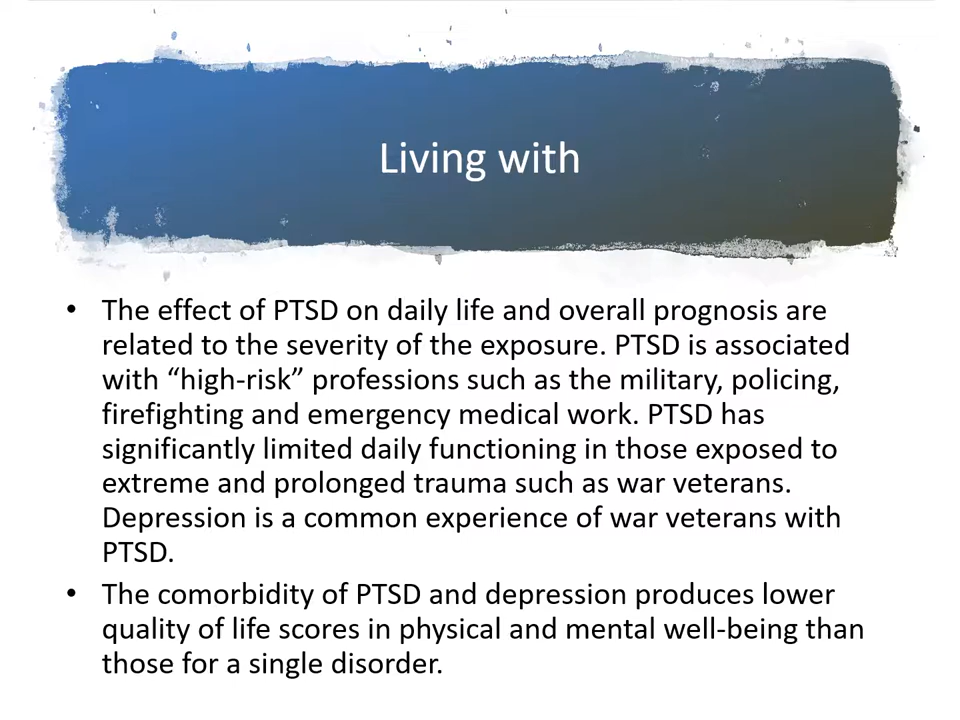 Living with
• The effect of PTSD on daily life and overall prognosis are
related to the severity of the exposure. PTSD is associated
with “high-risk” professions such as the military, policing,
firefighting and emergency medical work. PTSD has
significantly limited daily functioning in those exposed to
extreme and prolonged trauma such as war veterans.
Depression is a common experience of war veterans with
PTSD.
• The comorbidity of PTSD and depression produces lower
quality of life scores in physical and mental well-being than
those for a single disorder.